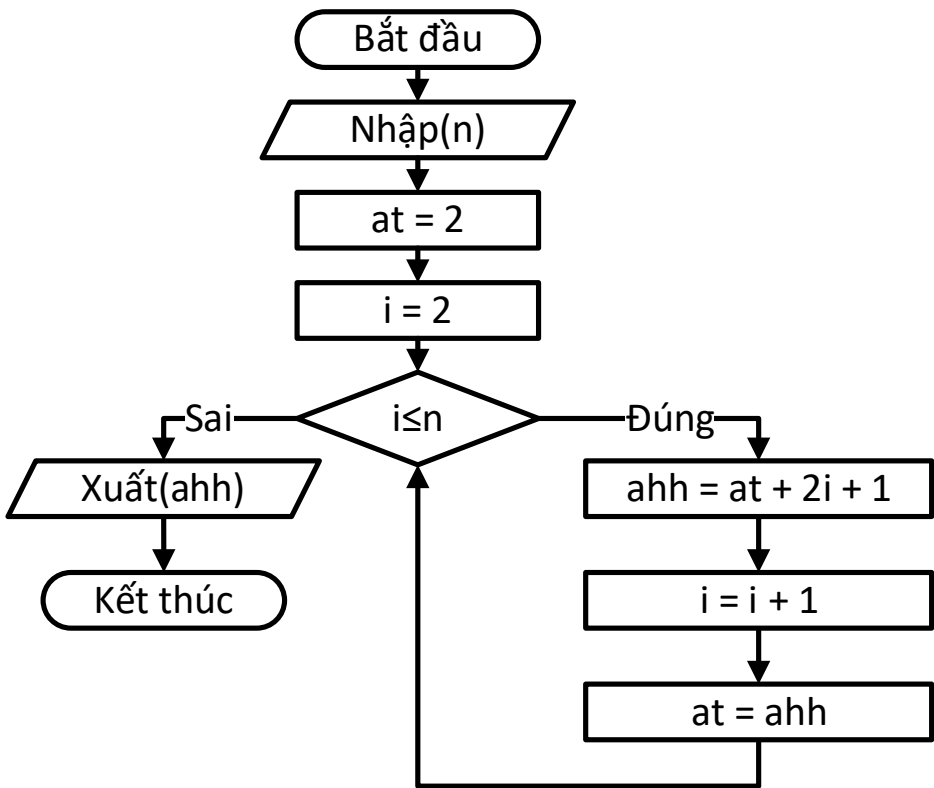 Bắt đầu
Nhập(n)
at = 2
i = 2
i≤n
Sai
Đúng
Xuất(ahh)
Kết thúc
ahh = at + 2i + 1
i = i + 1
at = ahh